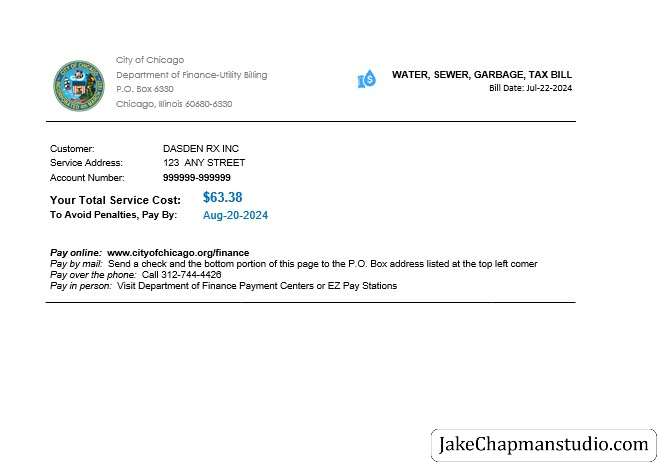 City of Chicago
Department of Finance-Utility Billing
P.O. Box 6330
Chicago, Illinois 60680-6330
WATER, SEWER, GARBAGE, TAX BILL
Bill Date: Jul-22-2024
Customer: DASDEN RX INC
Service Address: 123 ANY STREET
Account Number: 999999-999999
Your Total Service Cost: $63.38
To Avoid Penalties, Pay By: Aug-20-2024
Pay online: www.cityofchicago.org/finance
Pay by mail: Send a check and the bottom portion of this page to the P.O. Box address listed at the top left corner
Pay over the phone: Call 312-744-4426
Pay in person: Visit Department of Finance Payment Centers or EZ Pay Stations
JakeChapmanstudio.com